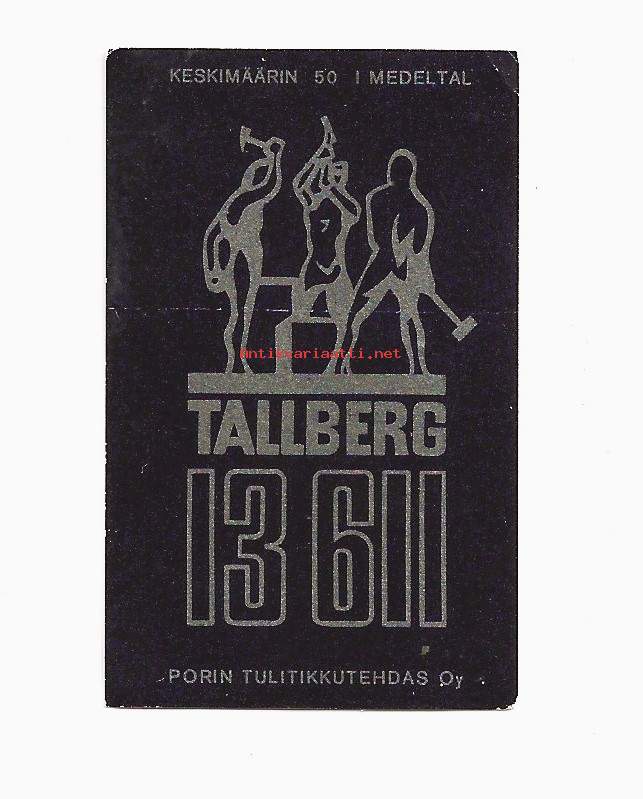 KESKIMÄÄRIN 50 I MEDELTAL
antikvariaatti.net
TALLBERG
13 611
PORIN TULITIKKUTEHDAS Oy